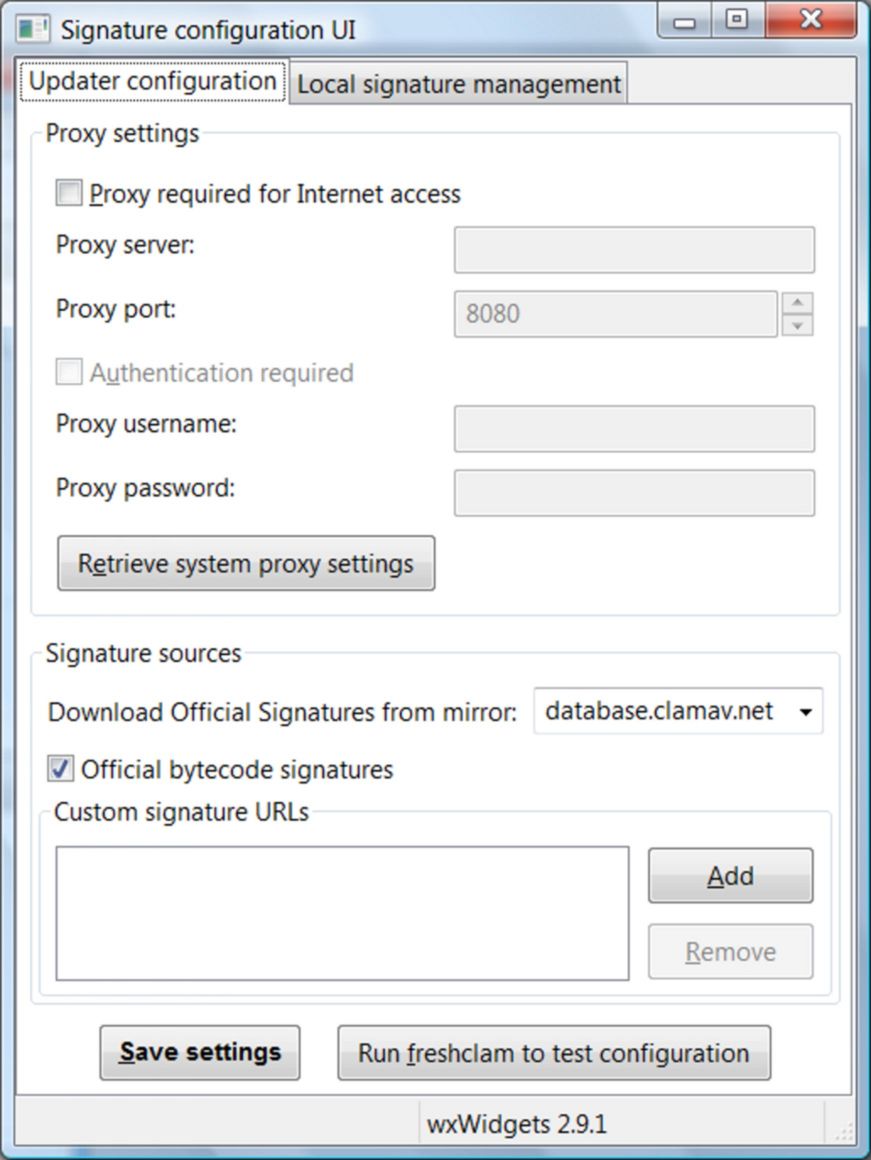 Signature configuration UI
Updater configuration
Local signature management
Proxy settings
Proxy required for Internet access
Proxy server:
Proxy port:
8080
Authentication required
Proxy username:
Proxy password:
Retrieve system proxy settings
Signature sources
Download Official Signatures from mirror:
database.clamav.net
Official bytecode signatures
Custom signature URLs
Add
Remove
Save settings
Run freshclam to test configuration
wxWidgets 2.9.1